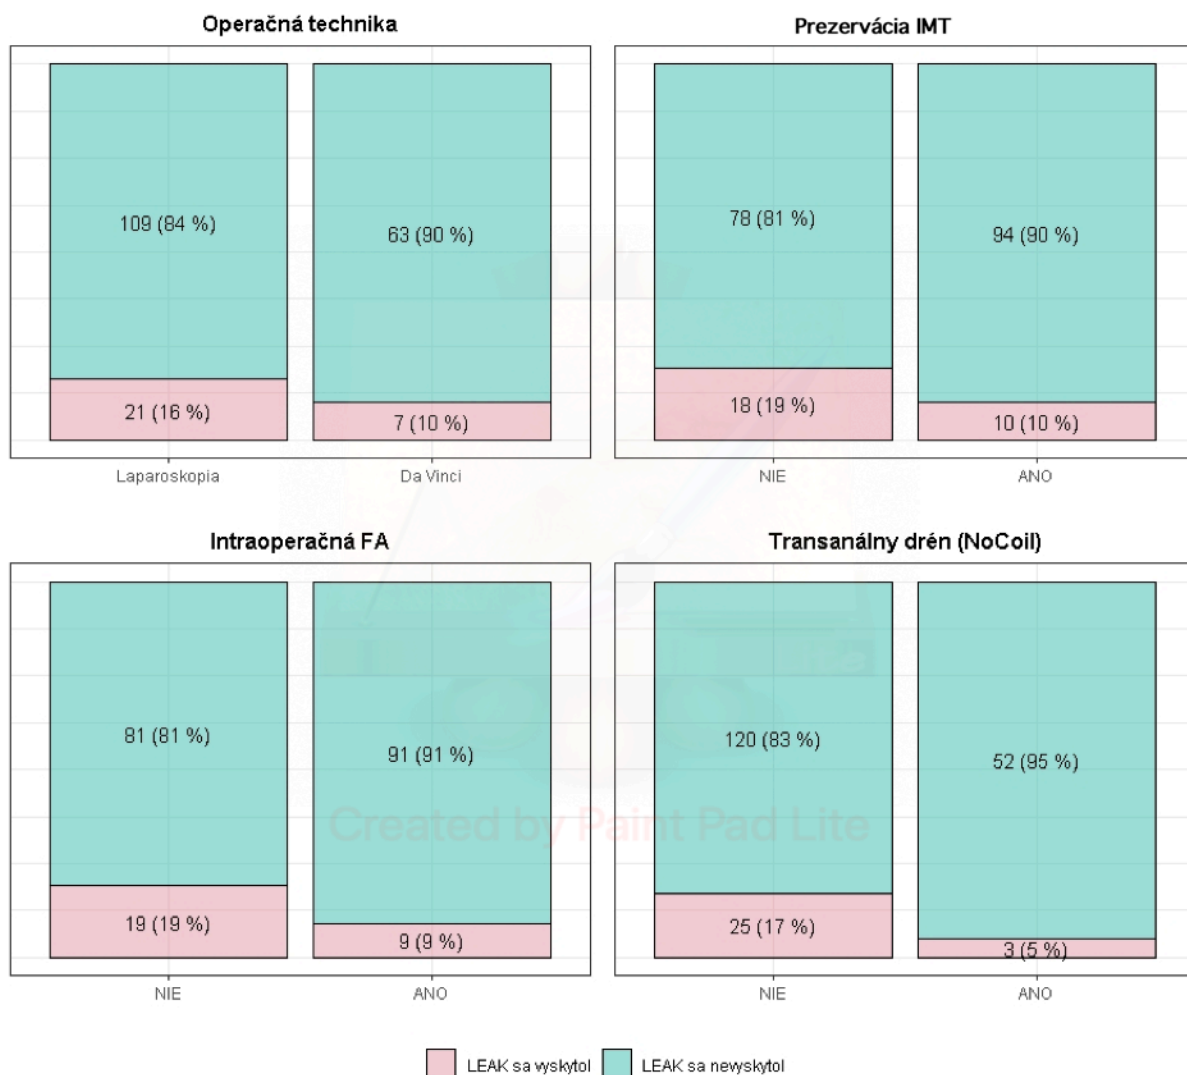 Operačná technika
109 (84 %)
63 (90 %)
21 (16 %)
7 (10 %)
Laparoskopia
Da Vinci
Prezervácia IMT
78 (81 %)
94 (90 %)
18 (19 %)
10 (10 %)
NIE
ANO
Intraoperačná FA
81 (81 %)
91 (91 %)
19 (19 %)
9 (9 %)
NIE
ANO
Transanálny drén (NoCoil)
120 (83 %)
52 (95 %)
25 (17 %)
3 (5 %)
NIE
ANO
Created by Paint Pad Lite
LEAK sa vyskytol
LEAK sa nevyskytol